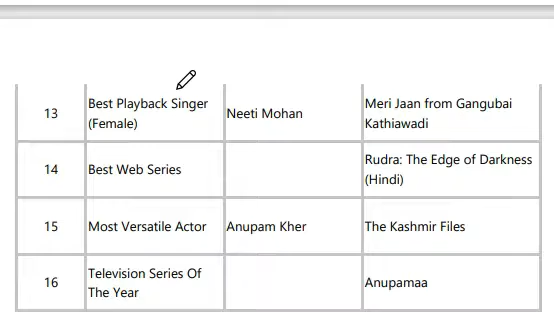 13 Best Playback Singer (Female) Neeti Mohan Meri Jaan from Gangubai Kathiawadi
14 Best Web Series Rudra: The Edge of Darkness (Hindi)
15 Most Versatile Actor Anupam Kher The Kashmir Files
16 Television Series Of The Year Anupamaa